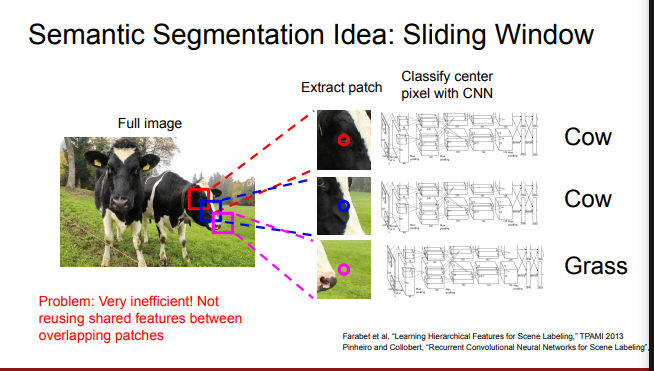 Semantic Segmentation Idea: Sliding Window
Full image
Extract patch
Classify center
pixel with CNN
Cow
Cow
Grass
Problem: Very inefficient! Not
reusing shared features between
overlapping patches
Farabet et al, “Learning Hierarchical Features for Scene Labeling,” TPAMI 2013
Pinheiro and Collobert, “Recurrent Convolutional Neural Networks for Scene Labeling”,